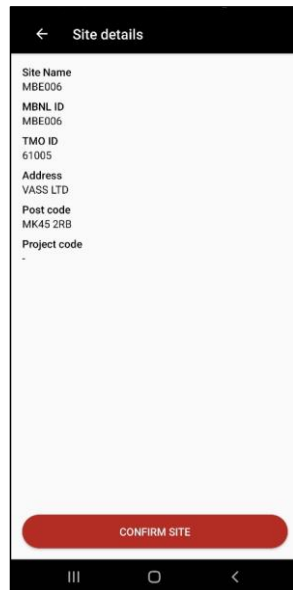 Site details
Site Name
MBE006
MBNL ID
MBE006
TMO ID
61005
Address
VASS LTD
Post code
MK45 2RB
Project code
-
CONFIRM SITE